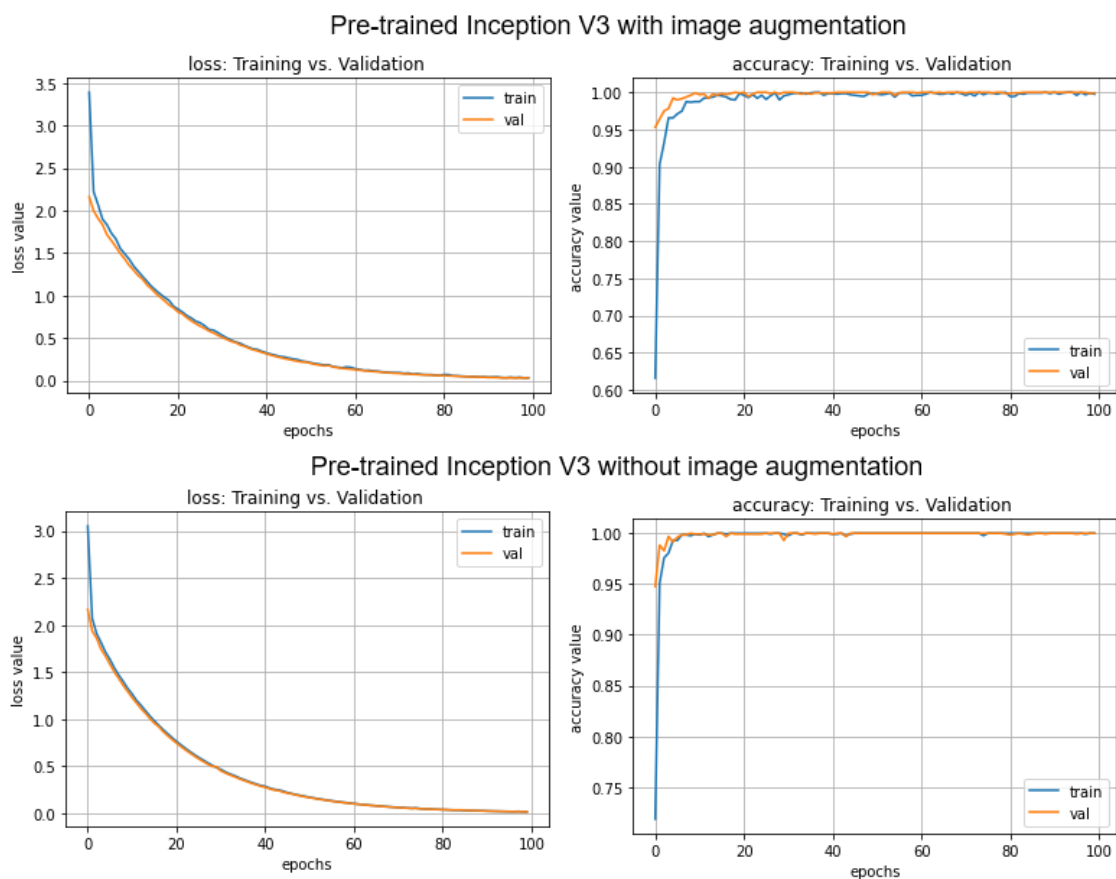 Pre-trained Inception V3 with image augmentation
loss: Training vs. Validation
3.5
3.0
2.5
2.0
1.5
1.0
0.5
0.0
loss value
train
val
0 20 40 60 80 100
epochs
accuracy: Training vs. Validation
1.00
0.95
0.90
0.85
0.80
0.75
0.70
0.65
0.60
accuracy value
train
val
0 20 40 60 80 100
epochs
Pre-trained Inception V3 without image augmentation
loss: Training vs. Validation
3.0
2.5
2.0
1.5
1.0
0.5
0.0
loss value
train
val
0 20 40 60 80 100
epochs
accuracy: Training vs. Validation
1.00
0.95
0.90
0.85
0.80
0.75
accuracy value
train
val
0 20 40 60 80 100
epochs